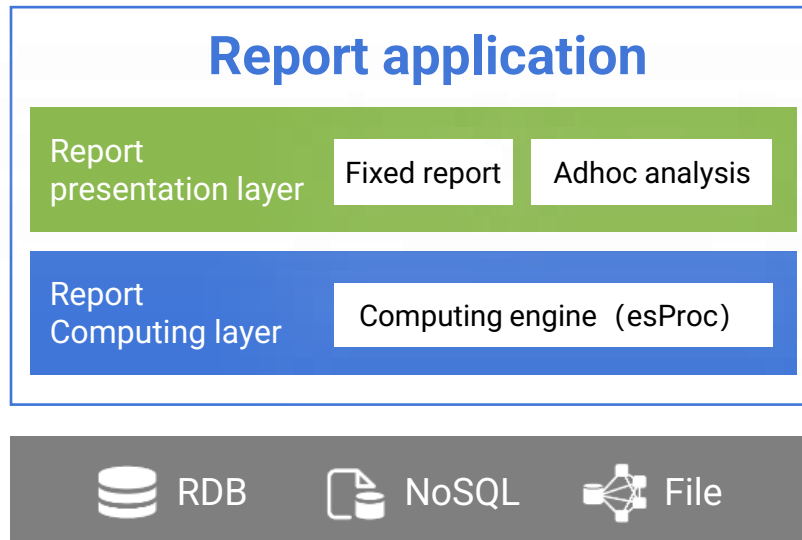 Report application
Report
presentation layer
Fixed report
Adhoc analysis
Report
Computing layer
Computing engine（esProc）
RDB
NoSQL
File